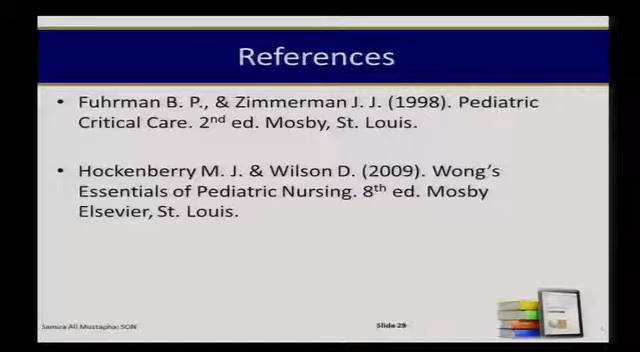 References
• Fuhrman B. P., & Zimmerman J. J. (1998). Pediatric
Critical Care. 2nd ed. Mosby, St. Louis.
• Hockenberry M. J. & Wilson D. (2009). Wong's
Essentials of Pediatric Nursing. 8th ed. Mosby
Elsevier, St. Louis.
Samira Ali Mustapha; SON
Slide 29